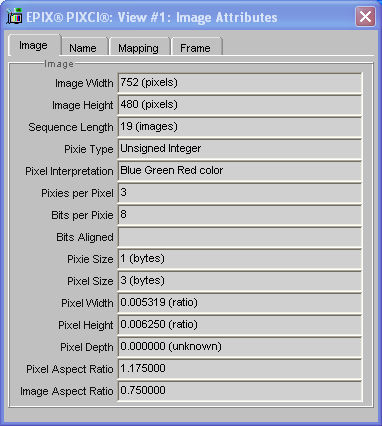 EPIX® PIXCI®: View #1: Image Attributes
Image Name Mapping Frame
Image
Image Width 752 (pixels)
Image Height 480 (pixels)
Sequence Length 19 (images)
Pixie Type Unsigned Integer
Pixel Interpretation Blue Green Red color
Pixies per Pixel 3
Bits per Pixie 8
Bits Aligned
Pixie Size 1 (bytes)
Pixel Size 3 (bytes)
Pixel Width 0.005319 (ratio)
Pixel Height 0.006250 (ratio)
Pixel Depth 0.000000 (unknown)
Pixel Aspect Ratio 1.175000
Image Aspect Ratio 0.750000